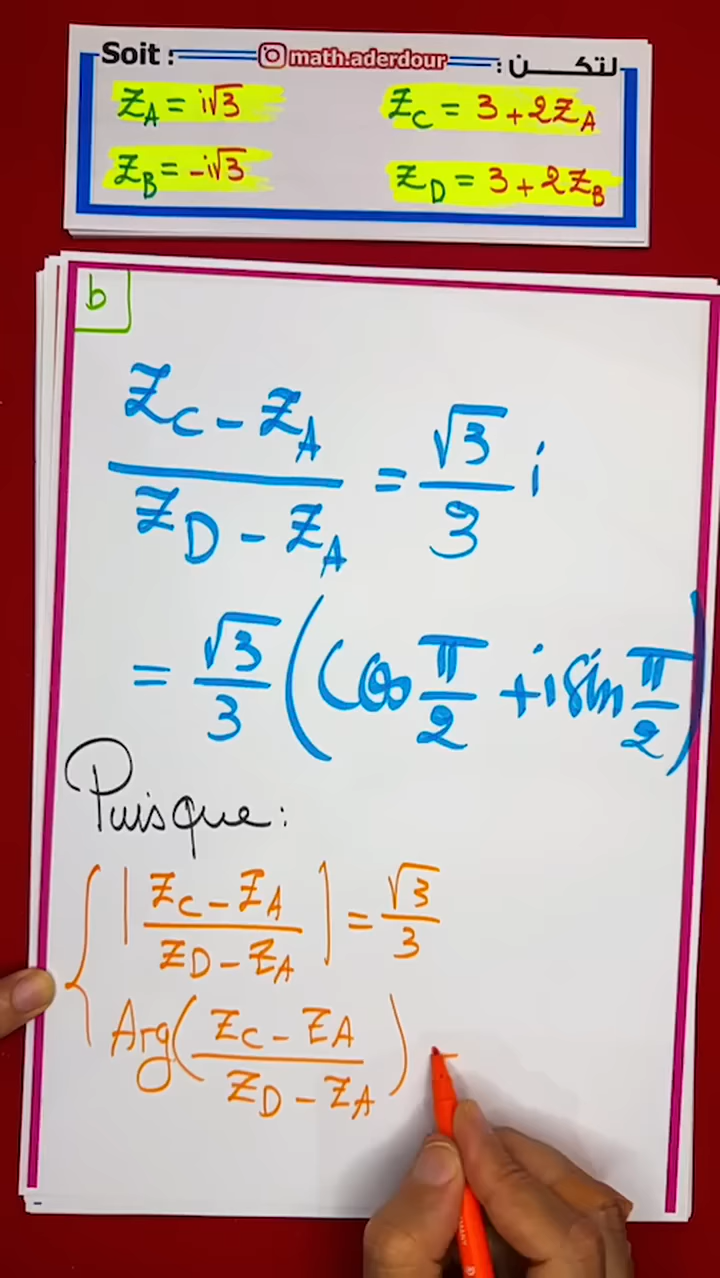 Soit : math.aderdour لتكن :
Z_A = i√3 Z_C = 3 + 2Z_A
Z_B = -i√3 Z_D = 3 + 2Z_B
b
(Z_C - Z_A)/(Z_D - Z_A) = √3/3 i
= √3/3 (Cos π/2 + i sin π/2)
Puisque :
{ |(Z_C - Z_A)/(Z_D - Z_A)| = √3/3
Arg((Z_C - Z_A)/(Z_D - Z_A)) -